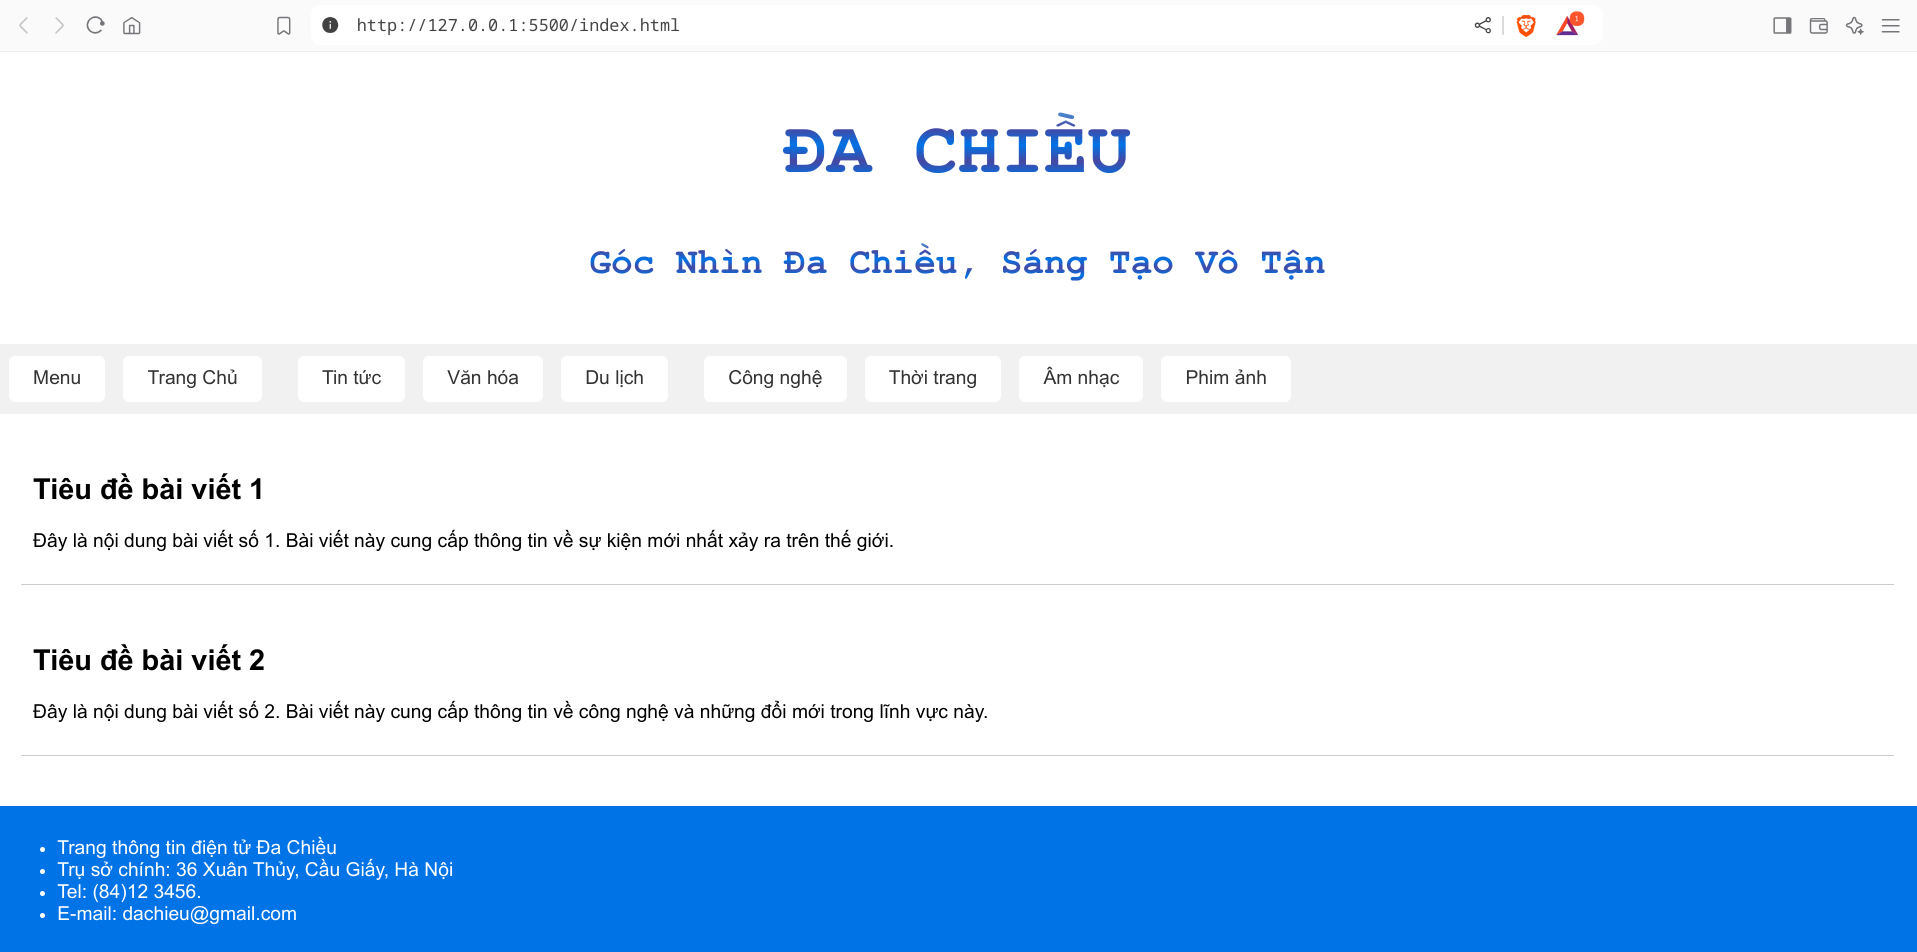 http://127.0.0.1:5500/index.html
1
ĐA CHIỀU
Góc Nhìn Đa Chiều, Sáng Tạo Vô Tận
Menu Trang Chủ Tin tức Văn hóa Du lịch Công nghệ Thời trang Âm nhạc Phim ảnh
Tiêu đề bài viết 1
Đây là nội dung bài viết số 1. Bài viết này cung cấp thông tin về sự kiện mới nhất xảy ra trên thế giới.
Tiêu đề bài viết 2
Đây là nội dung bài viết số 2. Bài viết này cung cấp thông tin về công nghệ và những đổi mới trong lĩnh vực này.
Trang thông tin điện tử Đa Chiều
Trụ sở chính: 36 Xuân Thủy, Cầu Giấy, Hà Nội
Tel: (84)12 3456.
E-mail: dachieu@gmail.com